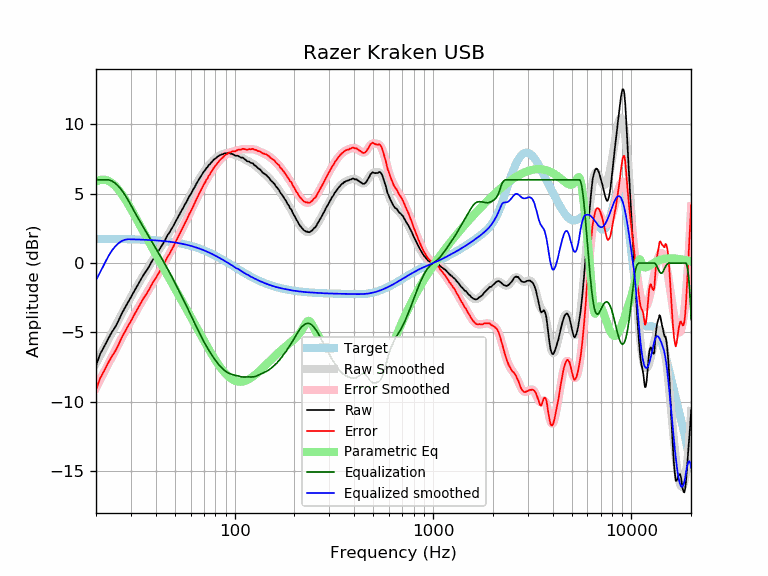 Razer Kraken USB
Amplitude (dBr)
10
5
0
−5
−10
−15
Target
Raw Smoothed
Error Smoothed
Raw
Error
Parametric Eq
Equalization
Equalized smoothed
100
1000
10000
Frequency (Hz)